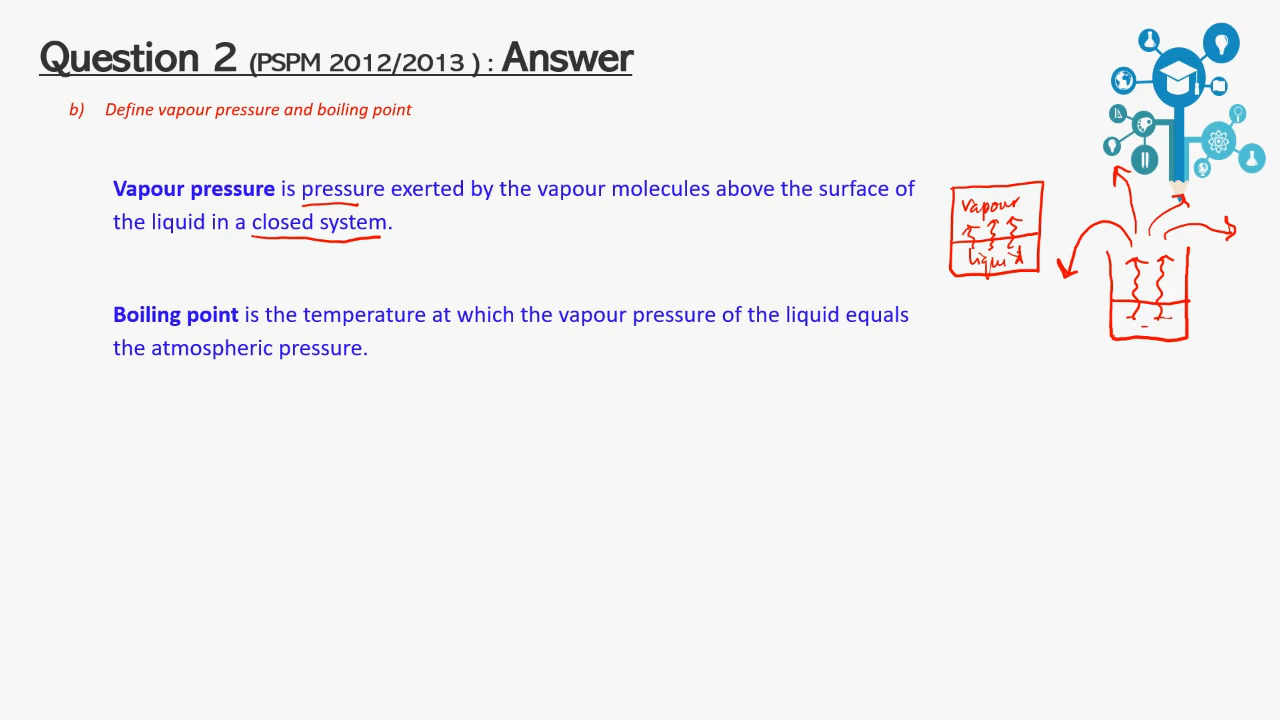 Question 2 (PSPM 2012/2013 ) : Answer
b) Define vapour pressure and boiling point
Vapour pressure is pressure exerted by the vapour molecules above the surface of
the liquid in a closed system.
vapour
liquid
Boiling point is the temperature at which the vapour pressure of the liquid equals
the atmospheric pressure.